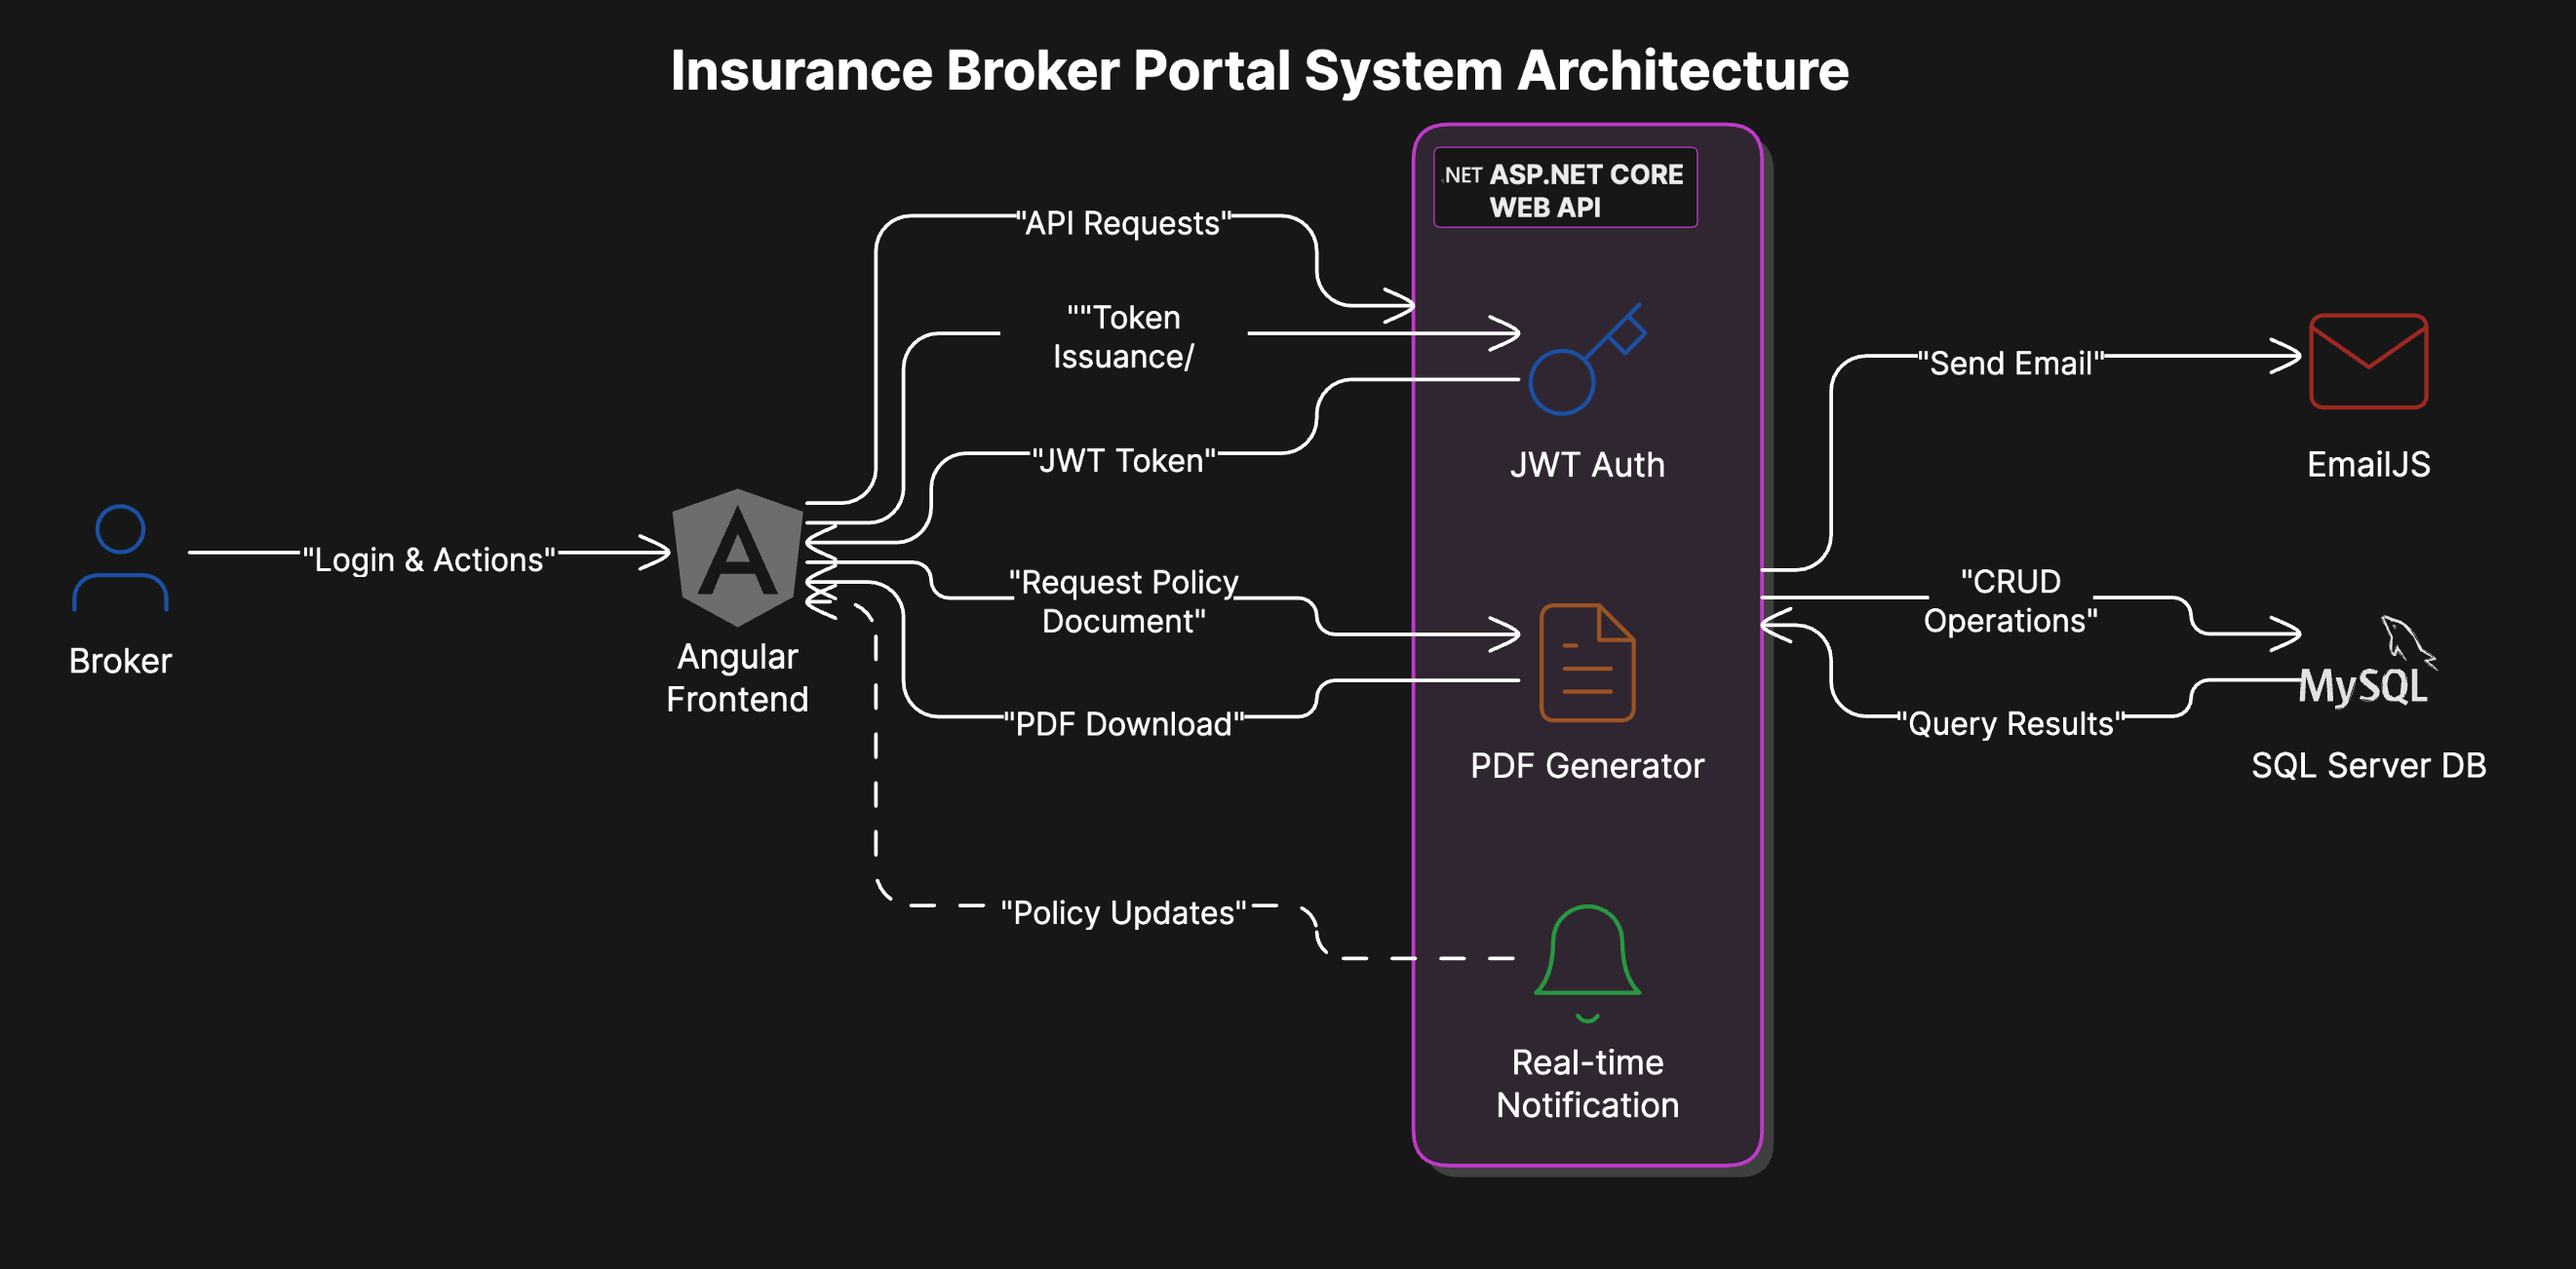 Insurance Broker Portal System Architecture
.NET ASP.NET CORE
WEB API
"API Requests"
""Token
Issuance/
"JWT Token"
"Login & Actions"
"Request Policy
Document"
"PDF Download"
"Policy Updates"
Broker
Angular
Frontend
JWT Auth
PDF Generator
Real-time
Notification
"Send Email"
EmailJS
"CRUD
Operations"
"Query Results"
MySQL
SQL Server DB